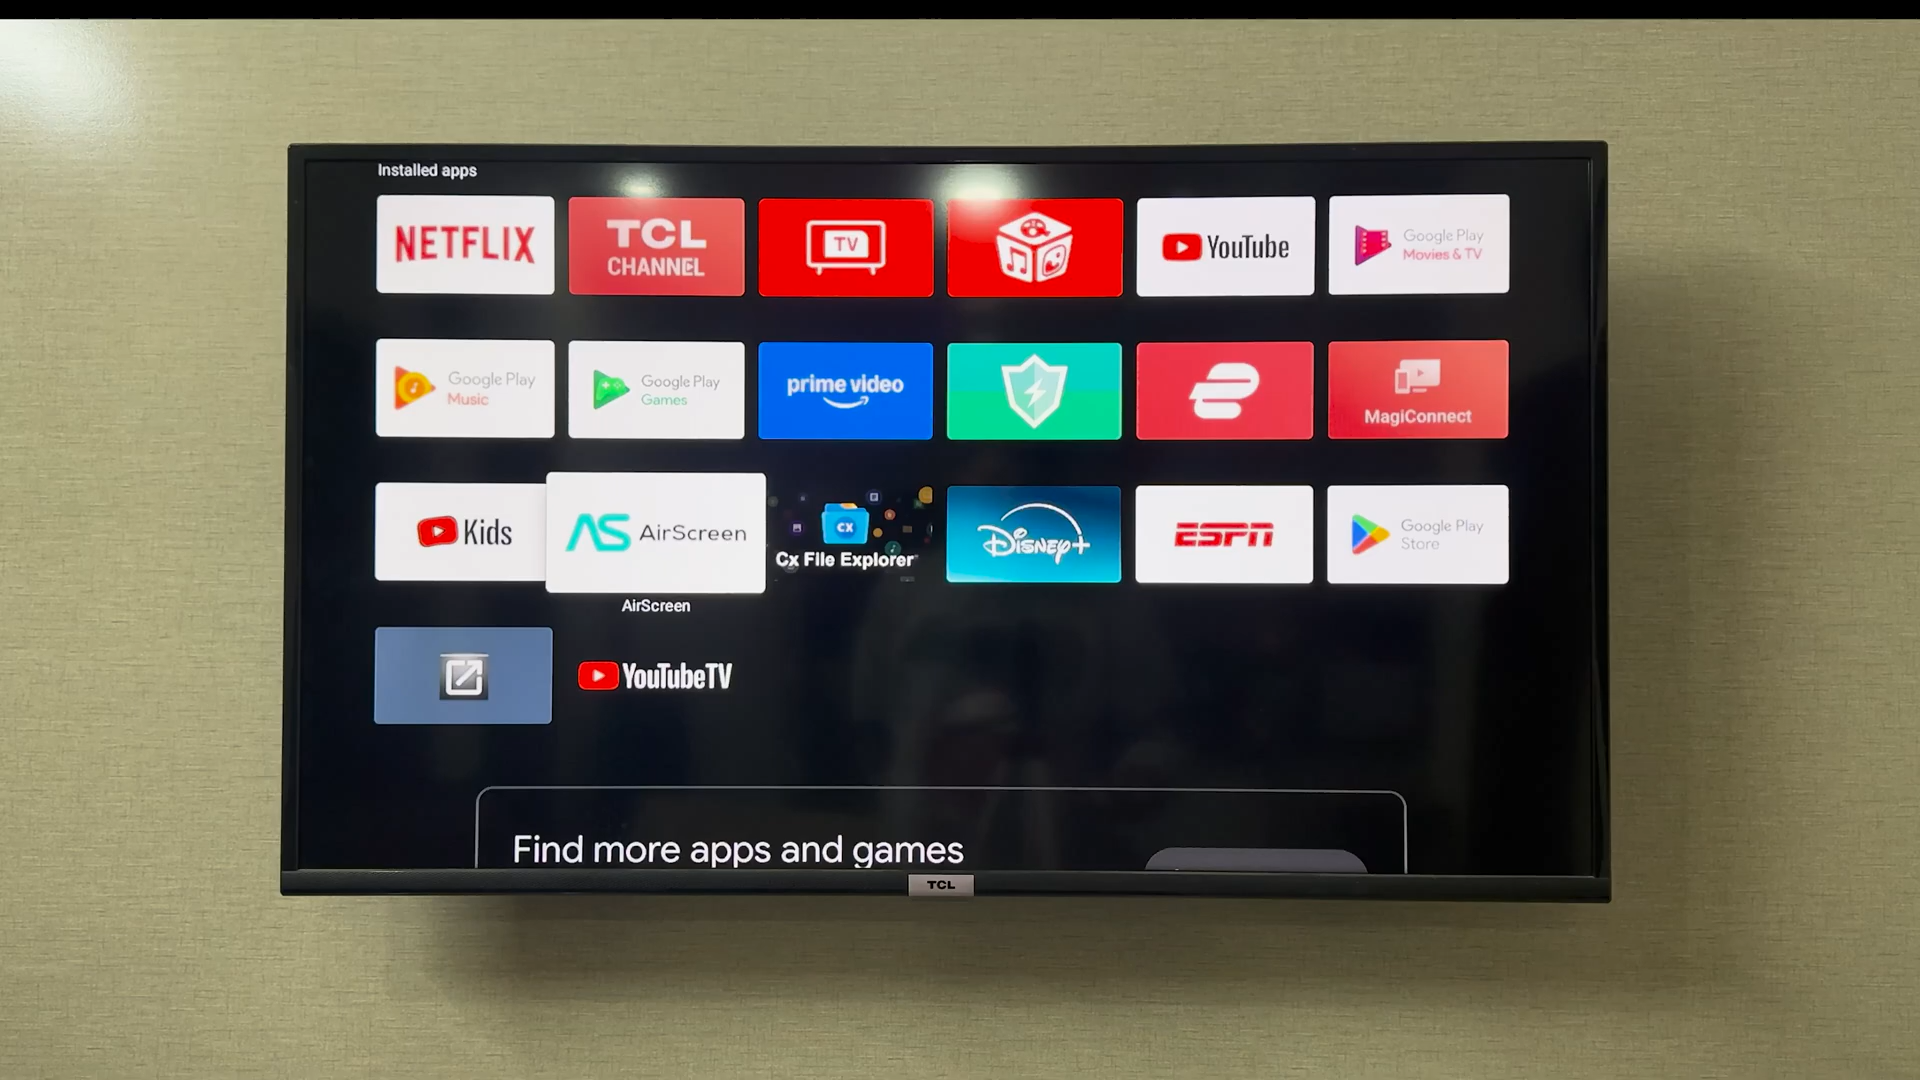 Installed apps
NETFLIX
TCL
CHANNEL
TV
YouTube
Google Play
Movies & TV
Google Play
Music
Google Play
Games
prime video
MagiConnect
Kids
AS AirScreen
AirScreen
cx
Cx File Explorer
Disney+
ESPN
Google Play
Store
YouTubeTV
Find more apps and games
TCL